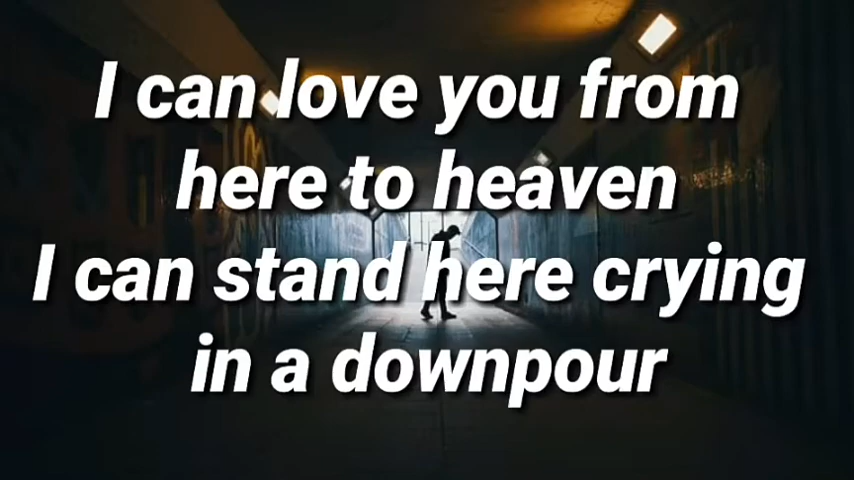 I can love you from
here to heaven
I can stand here crying
in a downpour